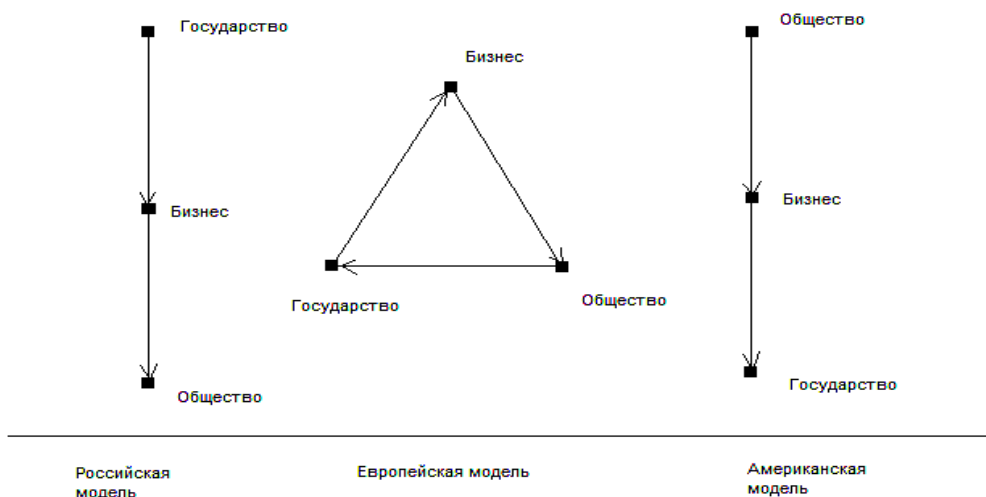 Государство
Бизнес
Общество
Бизнес
Государство
Общество
Общество
Бизнес
Государство
Российская
модель
Европейская модель
Американская
модель